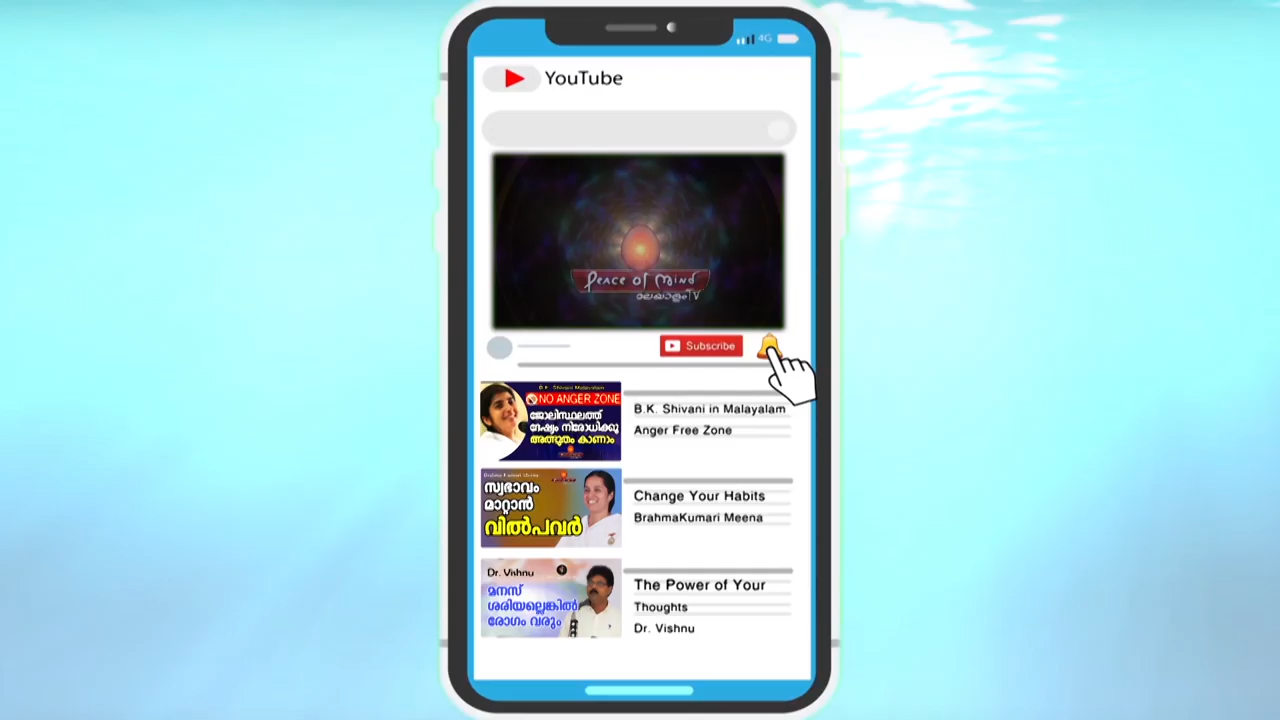 4G
YouTube
Peace of Mind
മലയാളം TV
Subscribe
B.K. Shivani Malayalam
NO ANGER ZONE
ജോലിസ്ഥലത്ത്
ദേഷ്യം നിരോധിക്കൂ
അത്ഭുതം കാണാം
B.K. Shivani in Malayalam
Anger Free Zone
സ്വഭാവം
മാറ്റാൻ
വിൽപവർ
Change Your Habits
BrahmaKumari Meena
Dr. Vishnu
മനസ്
ശരിയല്ലെങ്കിൽ
രോഗം വരും
The Power of Your
Thoughts
Dr. Vishnu